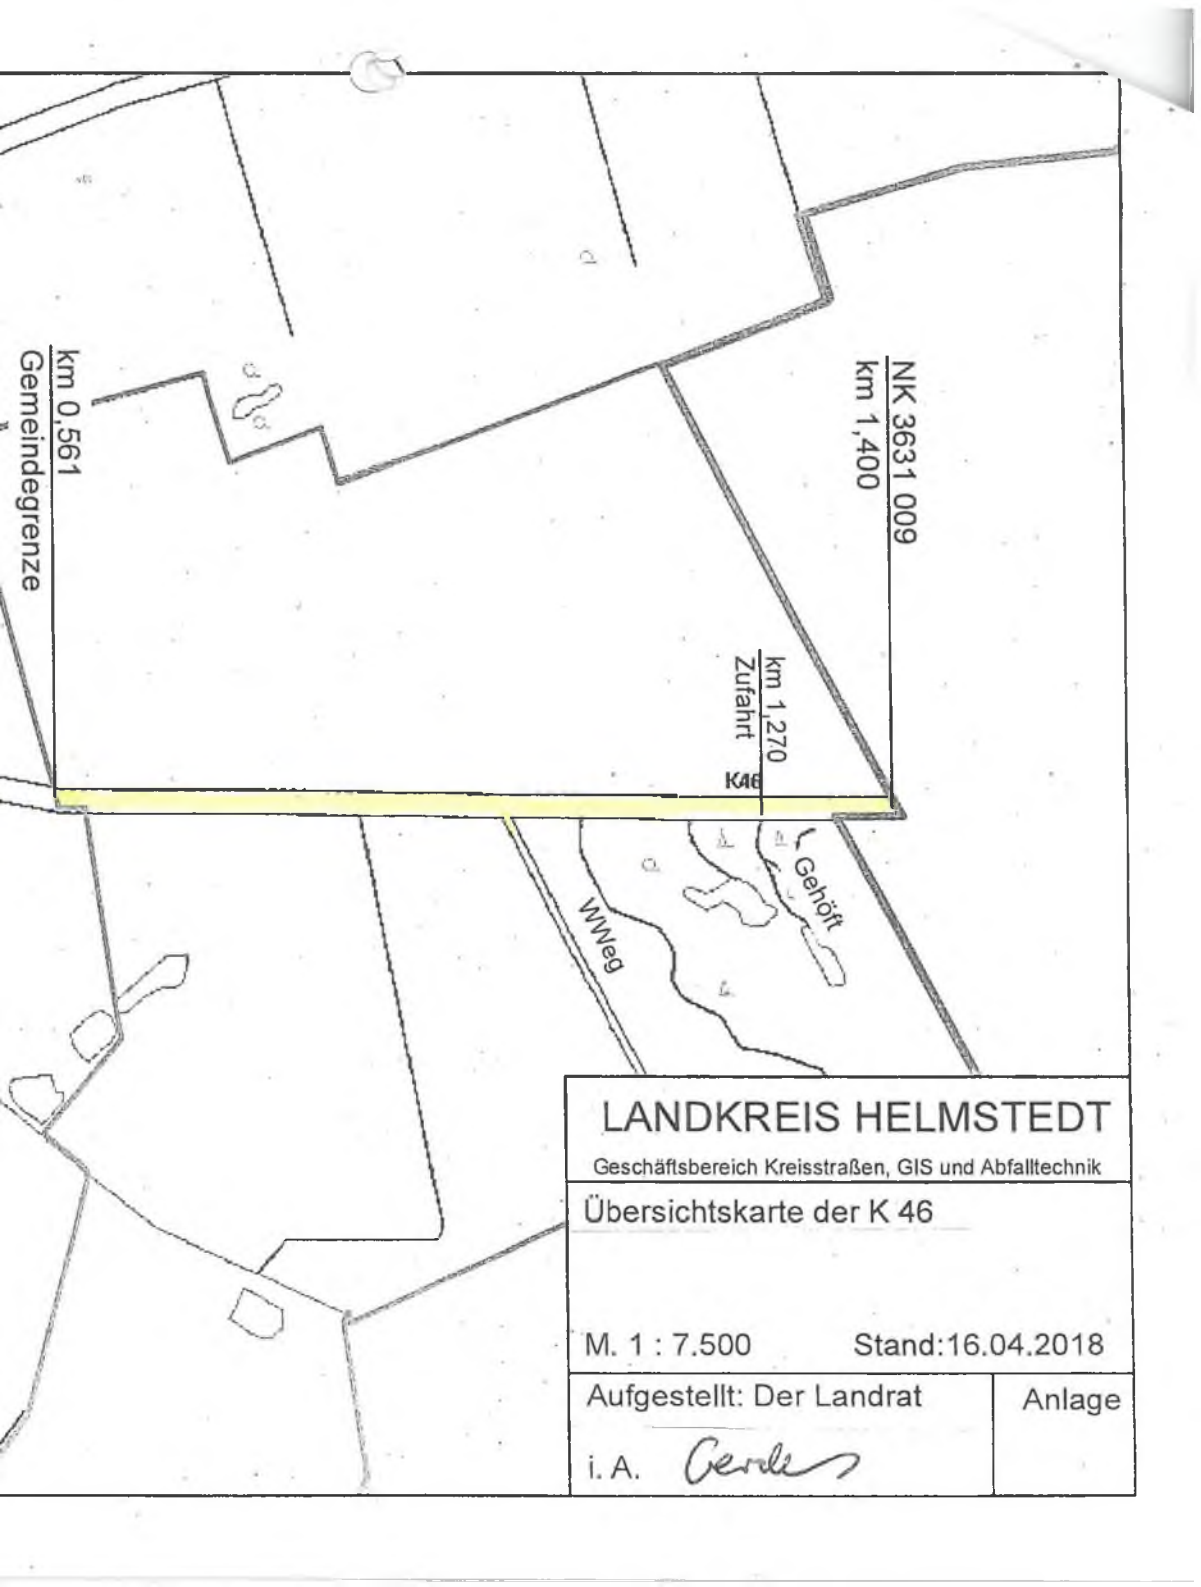 km 0,561
Gemeindegrenze
NK 3631 009
km 1,400
km 1,270
Zufahrt
K46
Gehöft
WWeg
LANDKREIS HELMSTEDT
Geschäftsbereich Kreisstraßen, GIS und Abfalltechnik
Übersichtskarte der K 46
M. 1 : 7.500 Stand:16.04.2018
Aufgestellt: Der Landrat
Anlage
i. A.